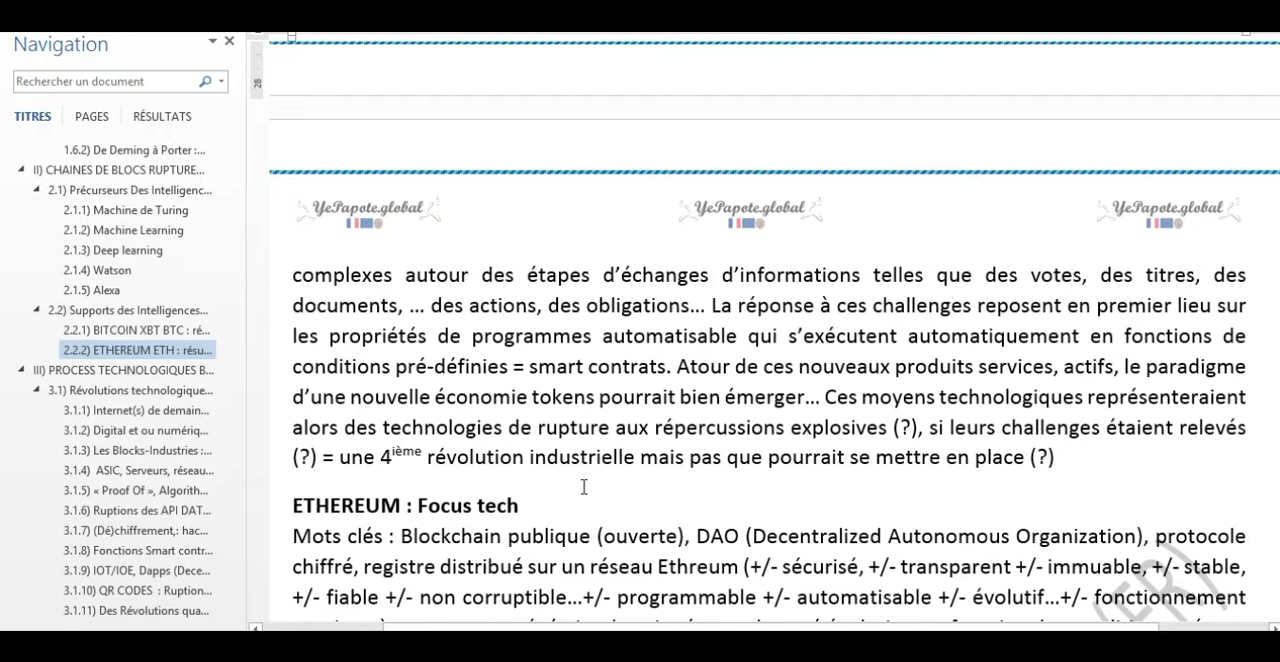 Navigation
Rechercher un document
TITRES PAGES RÉSULTATS
1.6.2) De Deming à Porter :...
II) CHAINES DE BLOCS RUPTURE...
2.1) Précurseurs Des Intelligenc...
2.1.1) Machine de Turing
2.1.2) Machine Learning
2.1.3) Deep learning
2.1.4) Watson
2.1.5) Alexa
2.2) Supports des Intelligences...
2.2.1) BITCOIN XBT BTC : ré...
2.2.2) ETHEREUM ETH : résu...
III) PROCESS TECHNOLOGIQUES B...
3.1) Révolutions technologique...
3.1.1) Internet(s) de demain...
3.1.2) Digital et ou numériq...
3.1.3) Les Blocks-Industries :...
3.1.4) ASIC, Serveurs, réseau...
3.1.5) « Proof Of », Algorith...
3.1.6) Ruptions des API DAT...
3.1.7) (Dé)chiffrement,: hac...
3.1.8) Fonctions Smart contr...
3.1.9) IOT/IOE, Dapps (Dece...
3.1.10) QR CODES : Ruption...
3.1.11) Des Révolutions qua...
28
YePapote.global YePapote.global YePapote.global
complexes autour des étapes d’échanges d’informations telles que des votes, des titres, des
documents, ... des actions, des obligations... La réponse à ces challenges reposent en premier lieu sur
les propriétés de programmes automatisable qui s’exécutent automatiquement en fonctions de
conditions pré-définies = smart contrats. Atour de ces nouveaux produits services, actifs, le paradigme
d’une nouvelle économie tokens pourrait bien émerger... Ces moyens technologiques représenteraient
alors des technologies de rupture aux répercussions explosives (?), si leurs challenges étaient relevés
(?) = une 4ième révolution industrielle mais pas que pourrait se mettre en place (?)
ETHEREUM : Focus tech
Mots clés : Blockchain publique (ouverte), DAO (Decentralized Autonomous Organization), protocole
chiffré, registre distribué sur un réseau Ethreum (+/- sécurisé, +/- transparent +/- immuable, +/- stable,
+/- fiable +/- non corruptible...+/- programmable +/- automatisable +/- évolutif...+/- fonctionnement